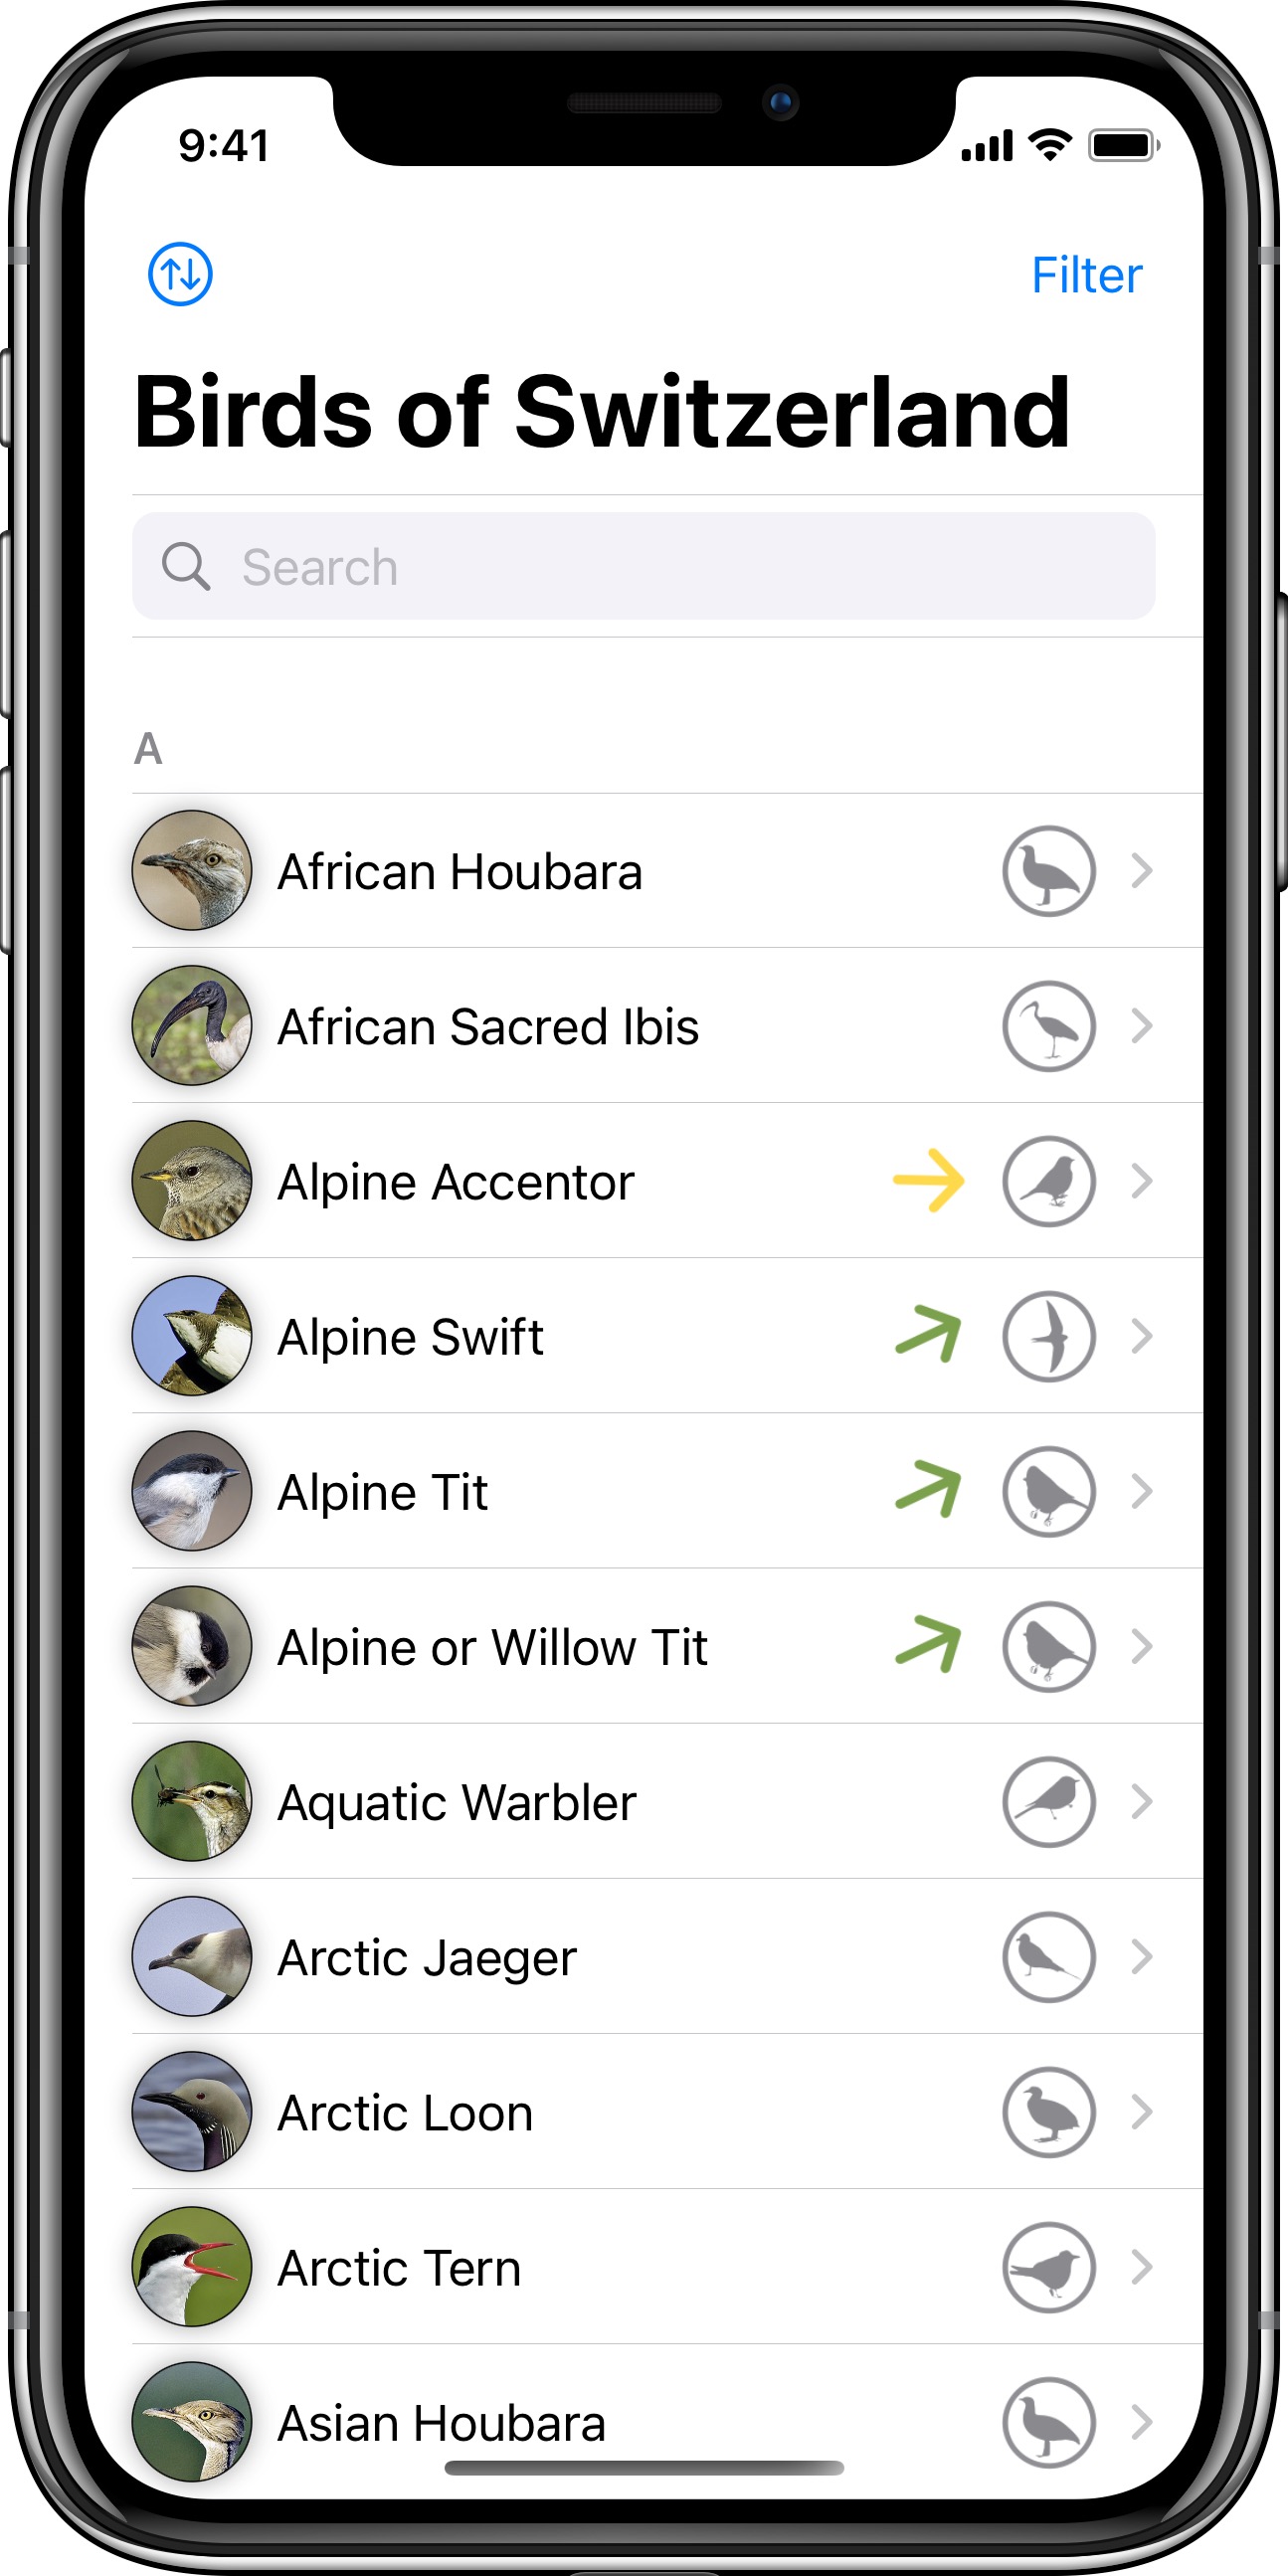 9:41
Filter
Birds of Switzerland
Search
A
African Houbara
African Sacred Ibis
Alpine Accentor
Alpine Swift
Alpine Tit
Alpine or Willow Tit
Aquatic Warbler
Arctic Jaeger
Arctic Loon
Arctic Tern
Asian Houbara